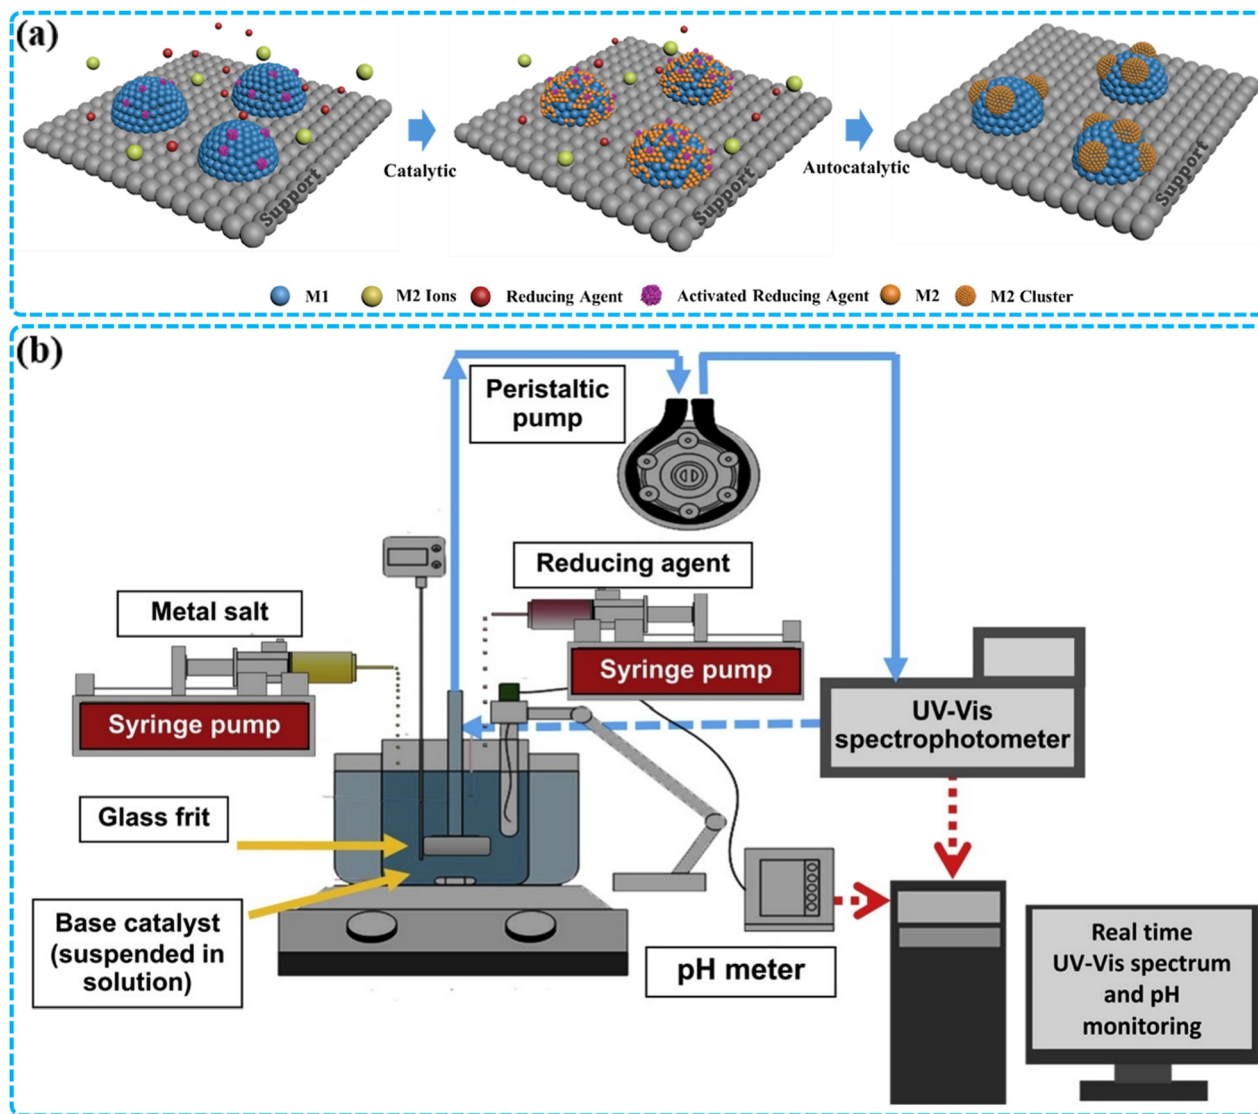 (a)
Support
Catalytic
Support
Autocatalytic
Support
M1
M2 Ions
Reducing Agent
Activated Reducing Agent
M2
M2 Cluster
(b)
Peristaltic
pump
Reducing agent
Metal salt
Syringe pump
Syringe pump
UV-Vis
spectrophotometer
Glass frit
Base catalyst
(suspended in
solution)
pH meter
Real time
UV-Vis spectrum
and pH
monitoring